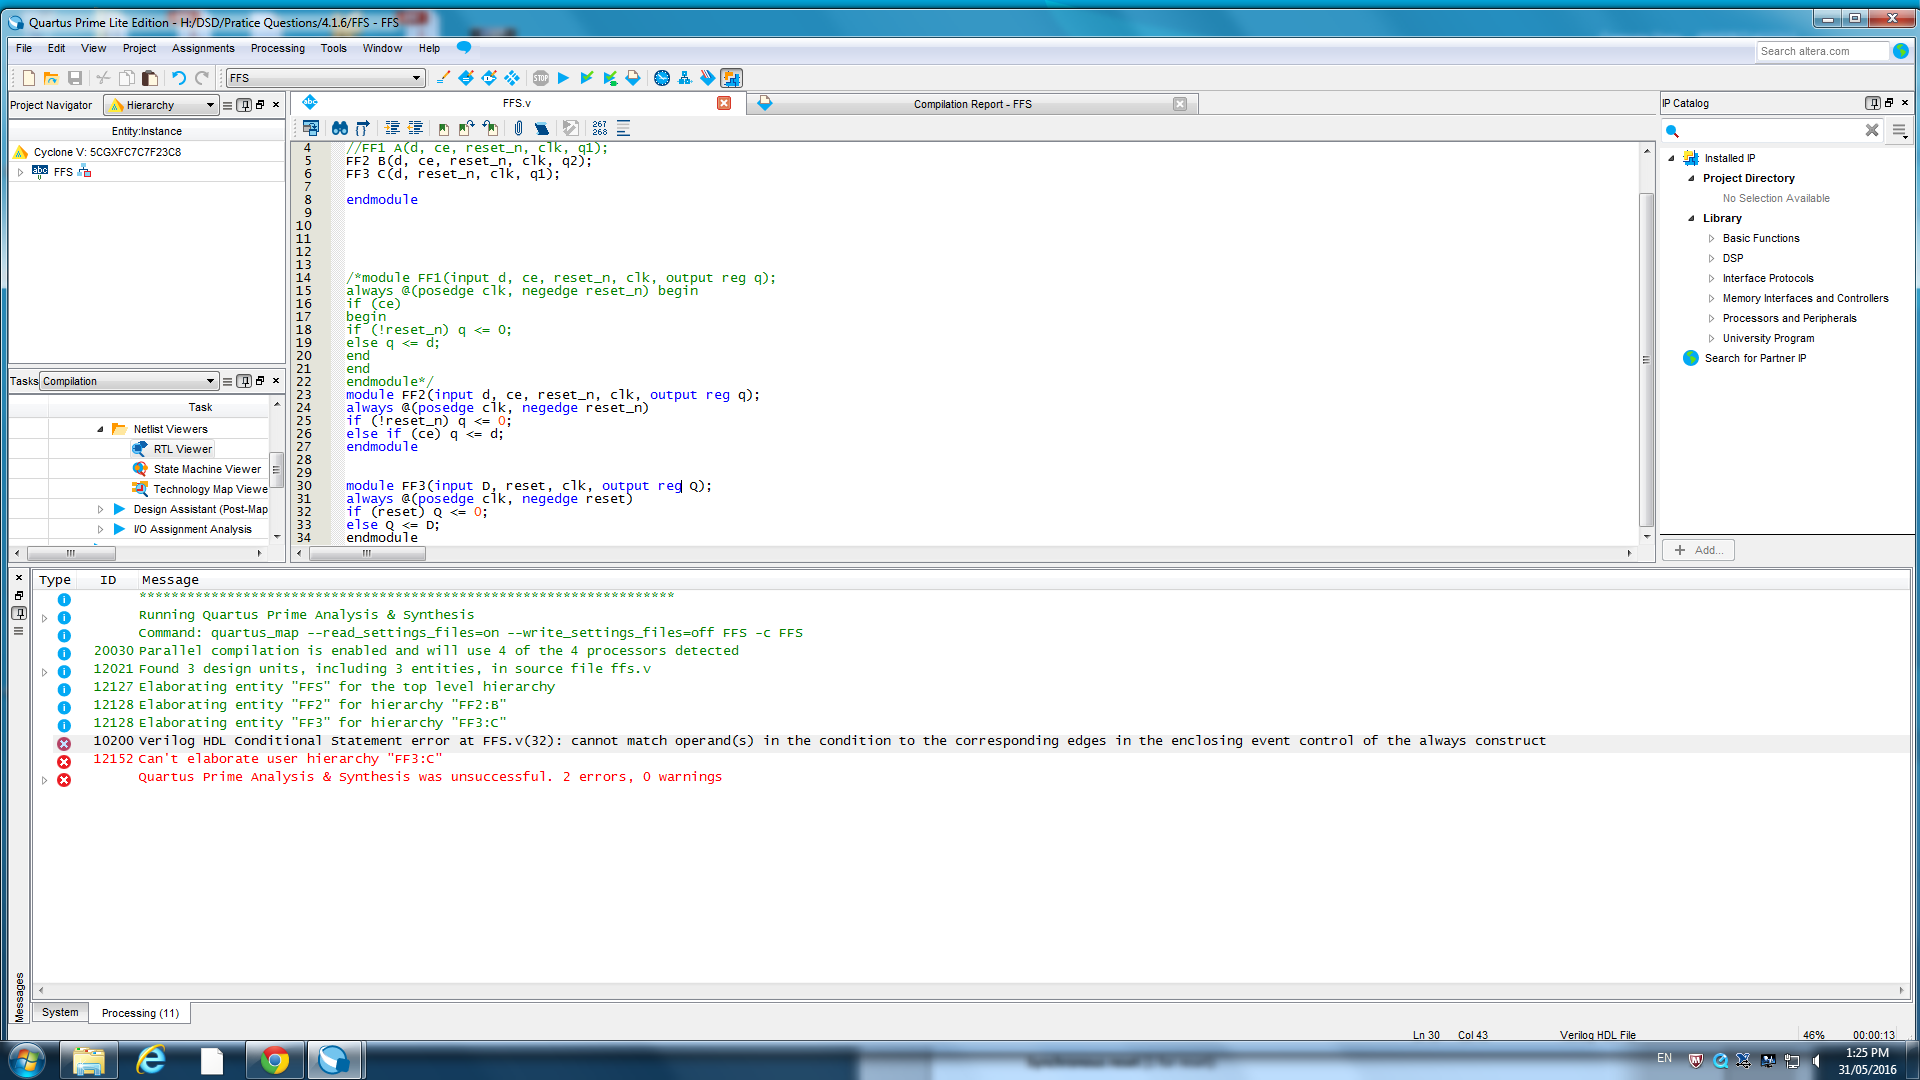 Quartus Prime Lite Edition - H:/DSD/Pratice Questions/4.1.6/FFS - FFS
File Edit View Project Assignments Processing Tools Window Help
Search altera.com
FFS
Project Navigator Hierarchy
Entity:Instance
Cyclone V: 5CGXFC7C7F23C8
FFS
Tasks Compilation
Task
Netlist Viewers
RTL Viewer
State Machine Viewer
Technology Map Viewe
Design Assistant (Post-Map
I/O Assignment Analysis
FFS.v
Compilation Report - FFS
267
268
4 //FF1 A(d, ce, reset_n, clk, q1);
5 FF2 B(d, ce, reset_n, clk, q2);
6 FF3 C(d, reset_n, clk, q1);
7
8 endmodule
9
10
11
12
13
14 /*module FF1(input d, ce, reset_n, clk, output reg q);
15 always @(posedge clk, negedge reset_n) begin
16 if (ce)
17 begin
18 if (!reset_n) q <= 0;
19 else q <= d;
20 end
21 end
22 endmodule*/
23 module FF2(input d, ce, reset_n, clk, output reg q);
24 always @(posedge clk, negedge reset_n)
25 if (!reset_n) q <= 0;
26 else if (ce) q <= d;
27 endmodule
28
29
30 module FF3(input D, reset, clk, output reg Q);
31 always @(posedge clk, negedge reset)
32 if (reset) Q <= 0;
33 else Q <= D;
34 endmodule
IP Catalog
Installed IP
Project Directory
No Selection Available
Library
Basic Functions
DSP
Interface Protocols
Memory Interfaces and Controllers
Processors and Peripherals
University Program
Search for Partner IP
Add...
Type ID Message
**********************************************************************
Running Quartus Prime Analysis & Synthesis
Command: quartus_map --read_settings_files=on --write_settings_files=off FFS -c FFS
20030 Parallel compilation is enabled and will use 4 of the 4 processors detected
12021 Found 3 design units, including 3 entities, in source file ffs.v
12127 Elaborating entity "FFS" for the top level hierarchy
12128 Elaborating entity "FF2" for hierarchy "FF2:B"
12128 Elaborating entity "FF3" for hierarchy "FF3:C"
10200 Verilog HDL Conditional Statement error at FFS.v(32): cannot match operand(s) in the condition to the corresponding edges in the enclosing event control of the always construct
12152 Can't elaborate user hierarchy "FF3:C"
Quartus Prime Analysis & Synthesis was unsuccessful. 2 errors, 0 warnings
Messages
System Processing (11)
Ln 30 Col 43 Verilog HDL File 46% 00:00:13
EN
1:25 PM
31/05/2016